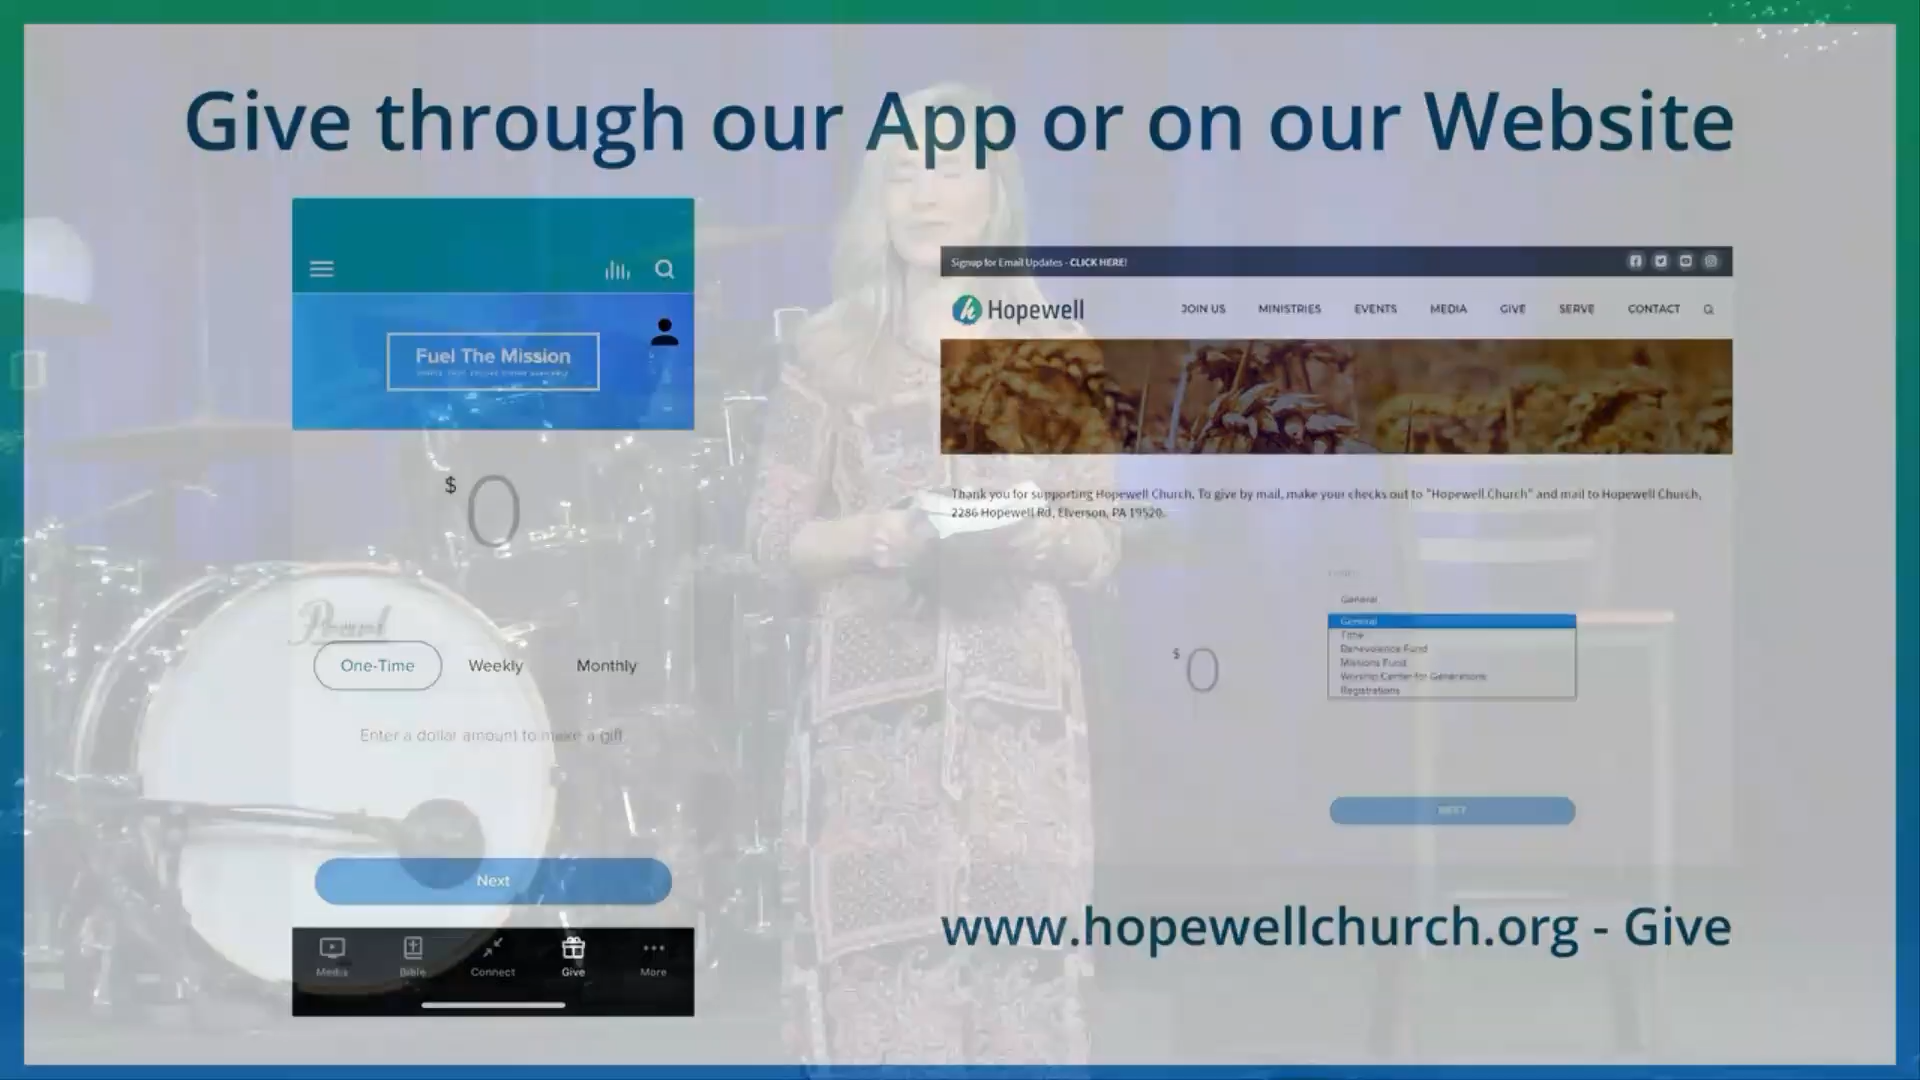 Give through our App or on our Website
Fuel The Mission
$ 0
One-Time Weekly Monthly
Enter a dollar amount to make a gift
Next
Media Bible Connect Give More
Signup for Email Updates - CLICK HERE!
h Hopewell JOIN US MINISTRIES EVENTS MEDIA GIVE SERVE CONTACT
Thank you for supporting Hopewell Church. To give by mail, make your checks out to "Hopewell Church" and mail to Hopewell Church,
2286 Hopewell Rd, Elverson, PA 19520.
General
General
Tithe
Benevolence Fund
Missions Fund
Worship Center for Generations
Registrations
$ 0
NEXT
www.hopewellchurch.org - Give
Pearl